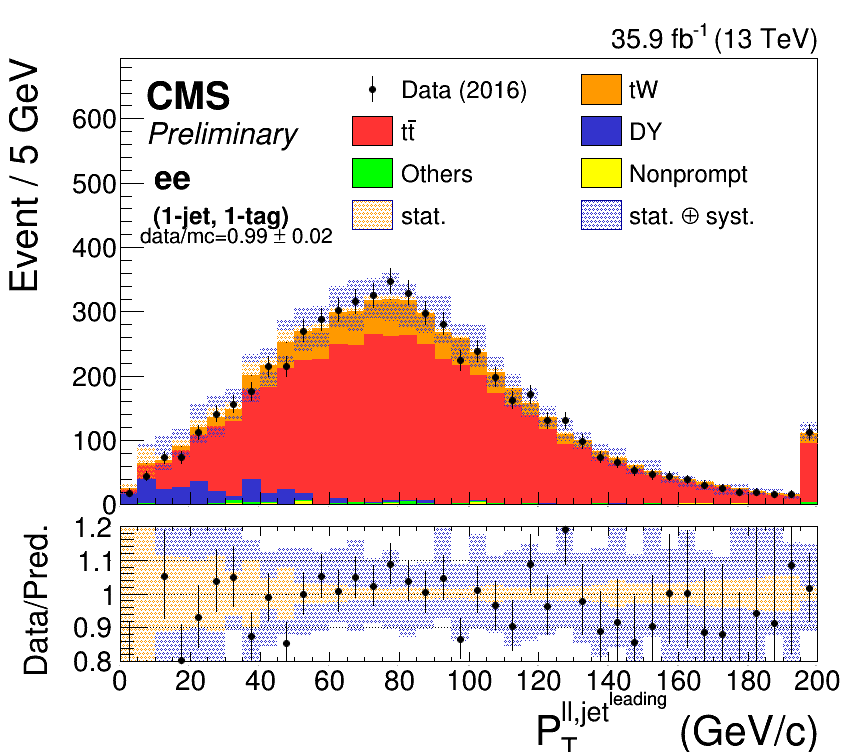 35.9 fb⁻¹ (13 TeV)
Event / 5 GeV
CMS
Preliminary
ee
(1-jet, 1-tag)
data/mc=0.99 ± 0.02
Data (2016)
tW
tt̄
DY
Others
Nonprompt
stat.
stat. ⊕ syst.
600
500
400
300
200
100
0
Data/Pred.
1.2
1.1
1
0.9
0.8
0 20 40 60 80 100 120 140 160 180 200
P_T^{ll,jet^{leading}} (GeV/c)